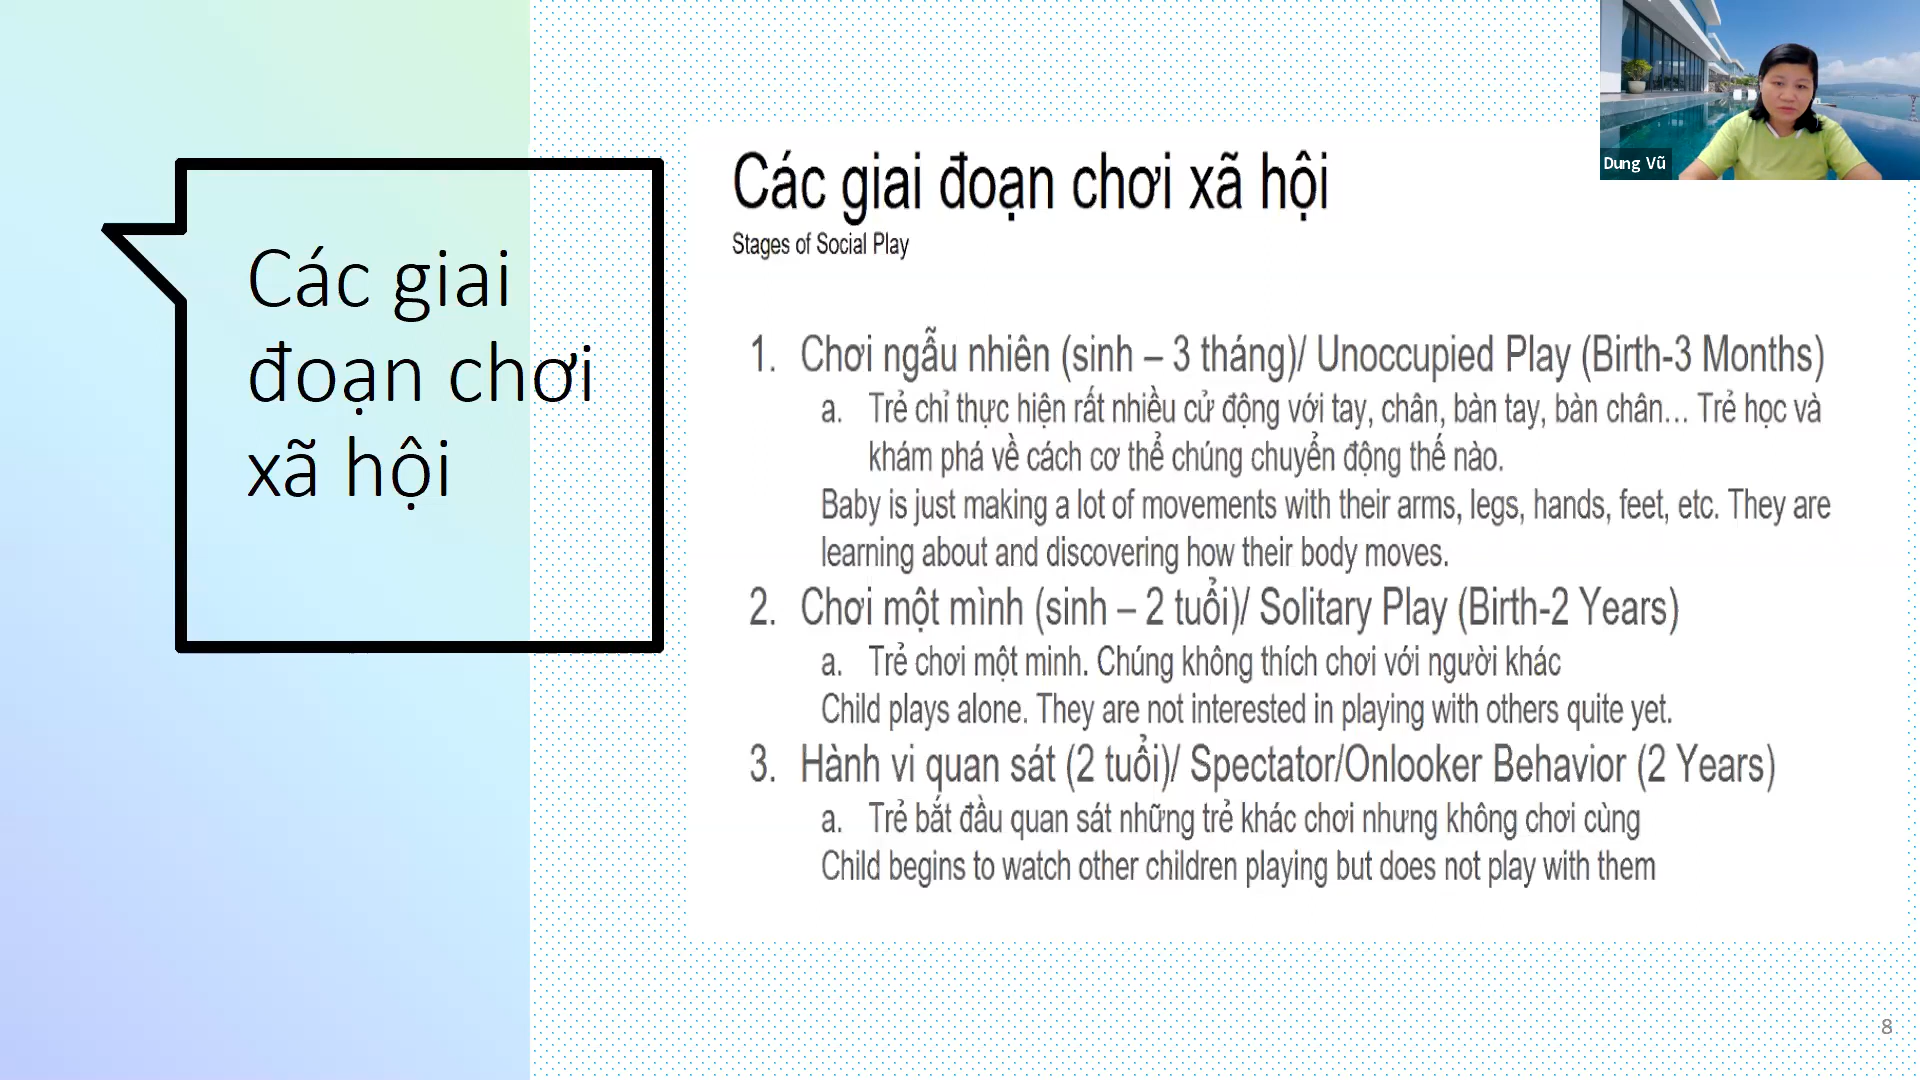 Các giai
đoạn chơi
xã hội
Các giai đoạn chơi xã hội
Stages of Social Play
1. Chơi ngẫu nhiên (sinh – 3 tháng)/ Unoccupied Play (Birth-3 Months)
a. Trẻ chỉ thực hiện rất nhiều cử động với tay, chân, bàn tay, bàn chân... Trẻ học và
khám phá về cách cơ thể chúng chuyển động thế nào.
Baby is just making a lot of movements with their arms, legs, hands, feet, etc. They are
learning about and discovering how their body moves.
2. Chơi một mình (sinh – 2 tuổi)/ Solitary Play (Birth-2 Years)
a. Trẻ chơi một minh. Chúng không thích chơi với người khác
Child plays alone. They are not interested in playing with others quite yet.
3. Hành vi quan sát (2 tuổi)/ Spectator/Onlooker Behavior (2 Years)
a. Trẻ bắt đầu quan sát những trẻ khác chơi nhưng không chơi cùng
Child begins to watch other children playing but does not play with them
Dung Vũ
8